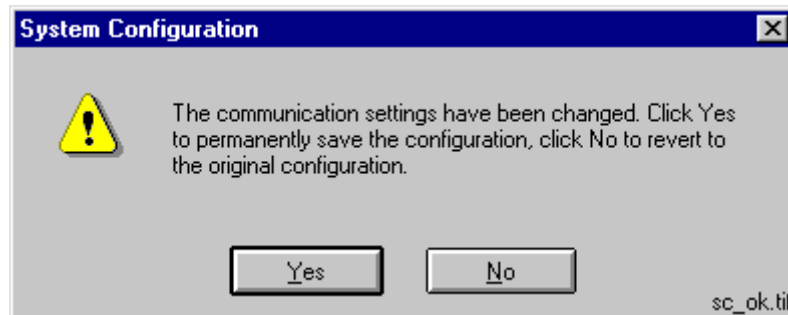 System Configuration
The communication settings have been changed. Click Yes
to permanently save the configuration, click No to revert to
the original configuration.
Yes No
sc_ok.tif